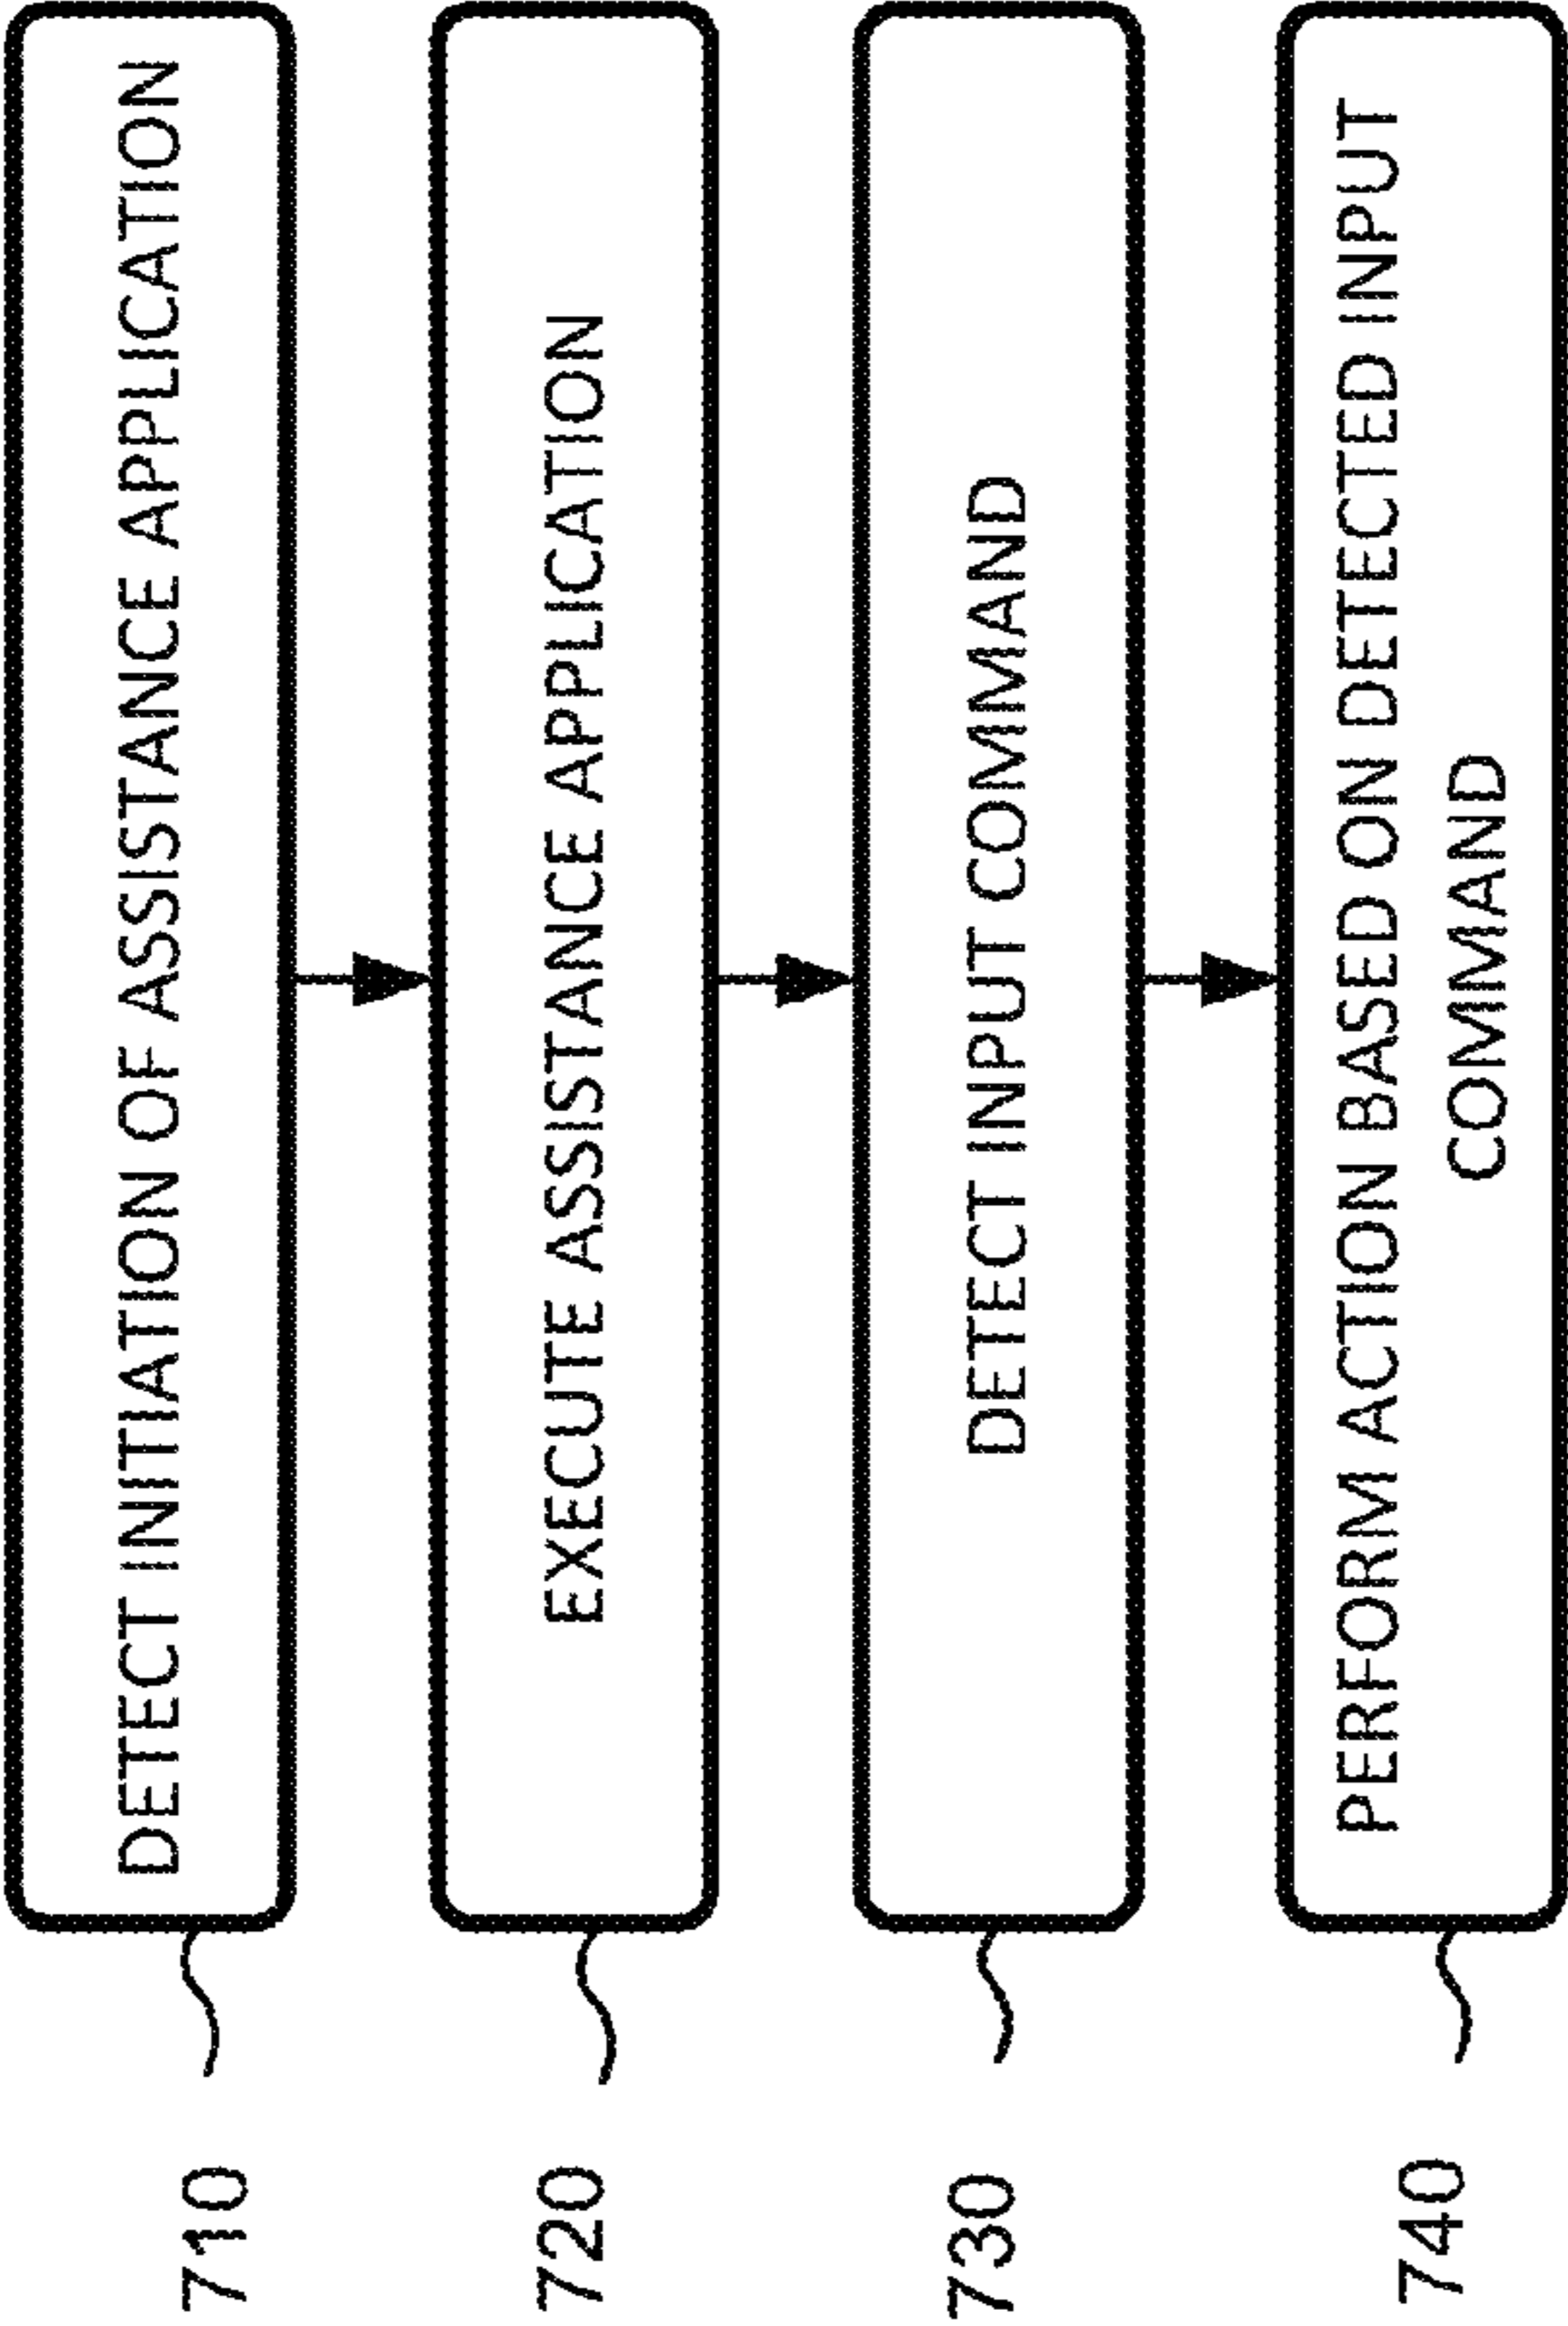 710
DETECT INITIATION OF ASSISTANCE APPLICATION
720
EXECUTE ASSISTANCE APPLICATION
730
DETECT INPUT COMMAND
740
PERFORM ACTION BASED ON DETECTED INPUT
COMMAND